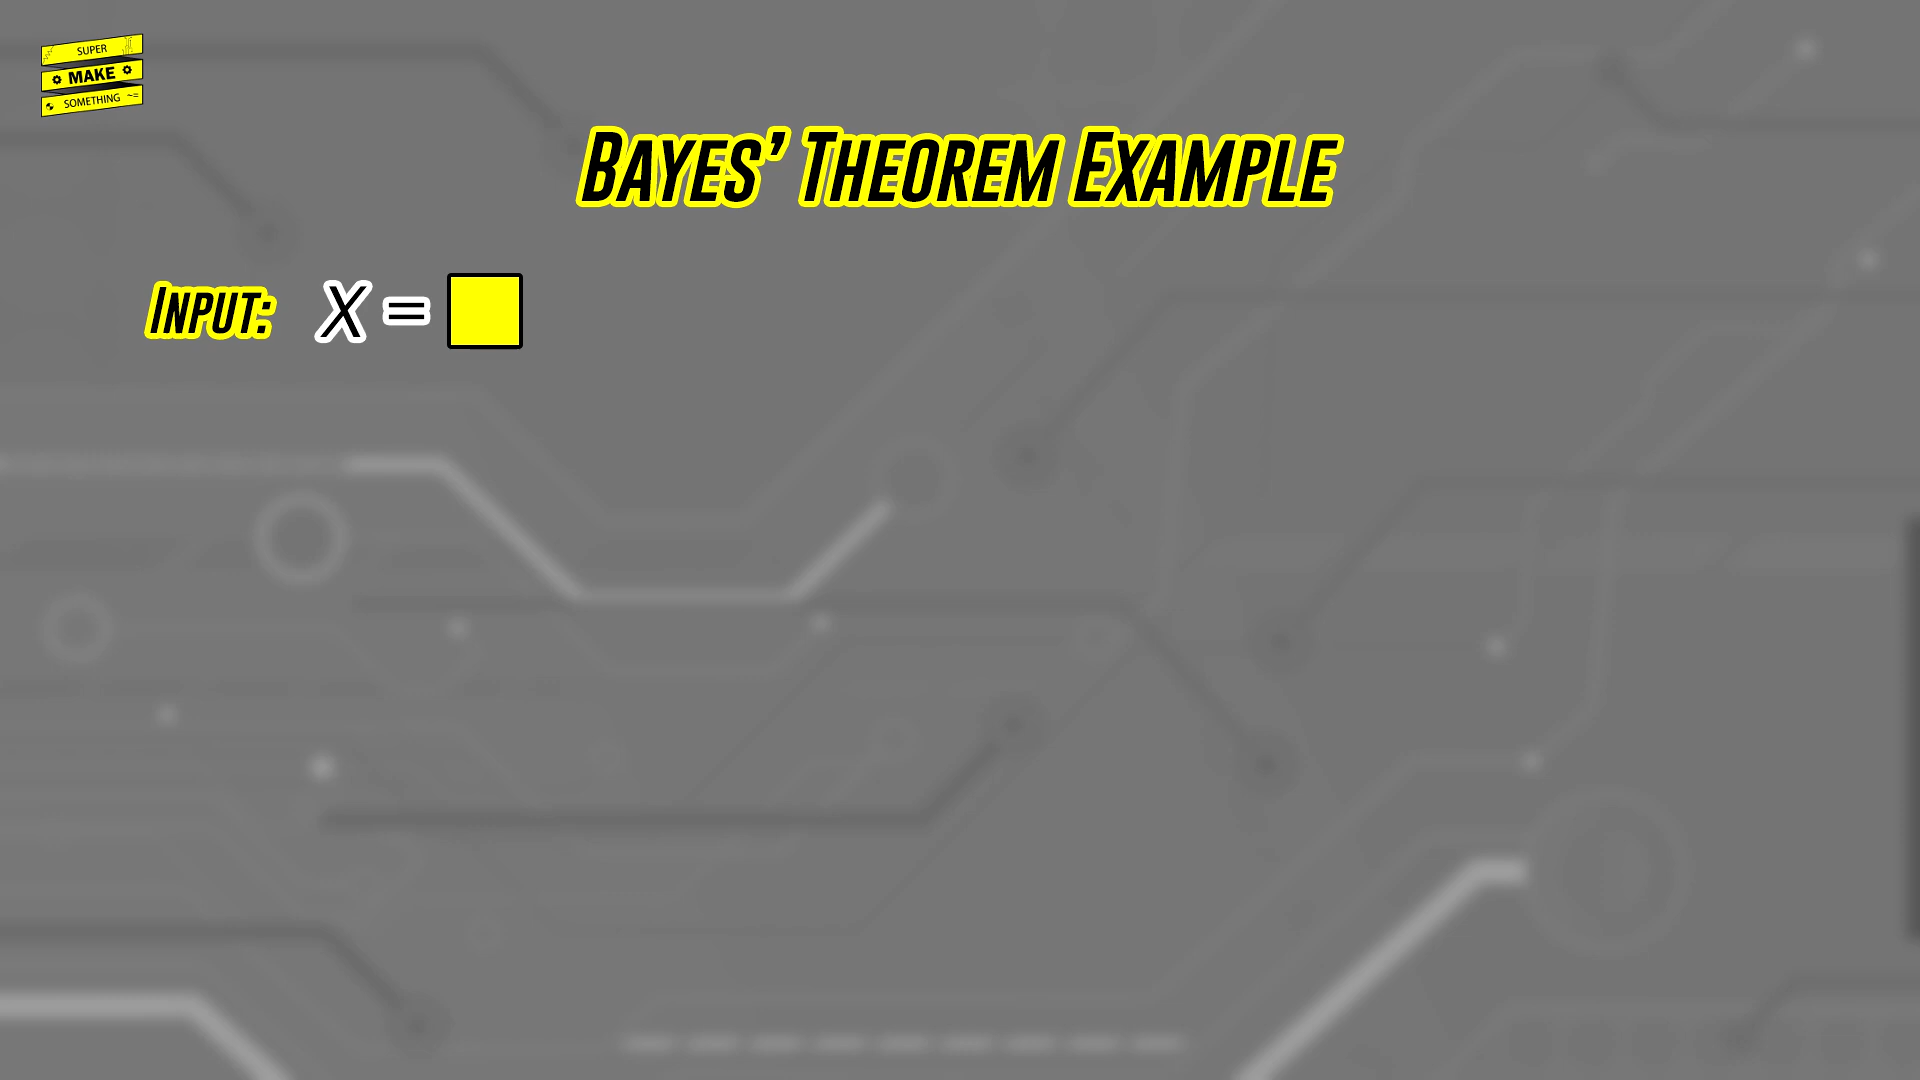 SUPER
MAKE
SOMETHING ~=
BAYES' THEOREM EXAMPLE
INPUT: X =